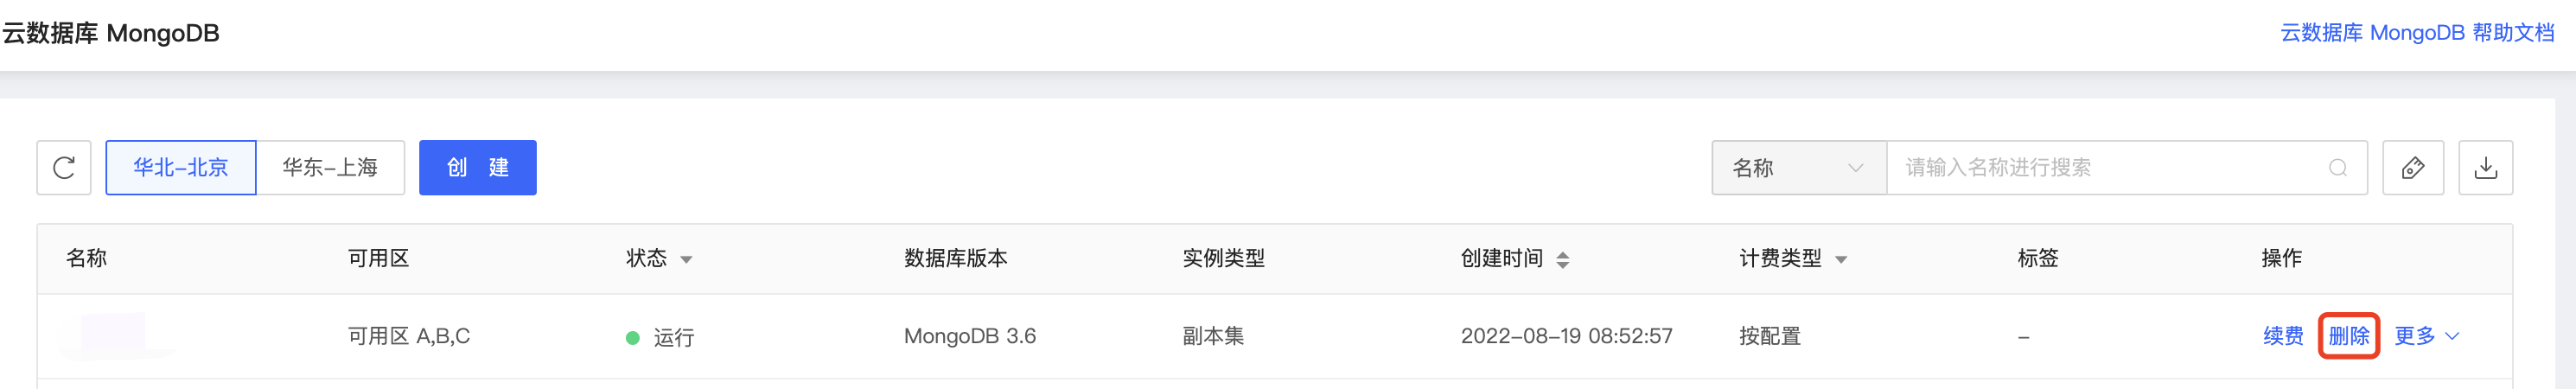 云数据库 MongoDB 云数据库 MongoDB 帮助文档
华北-北京 华东-上海 创 建 名称 请输入名称进行搜索
名称 可用区 状态 数据库版本 实例类型 创建时间 计费类型 标签 操作
可用区 A,B,C 运行 MongoDB 3.6 副本集 2022-08-19 08:52:57 按配置 - 续费 删除 更多